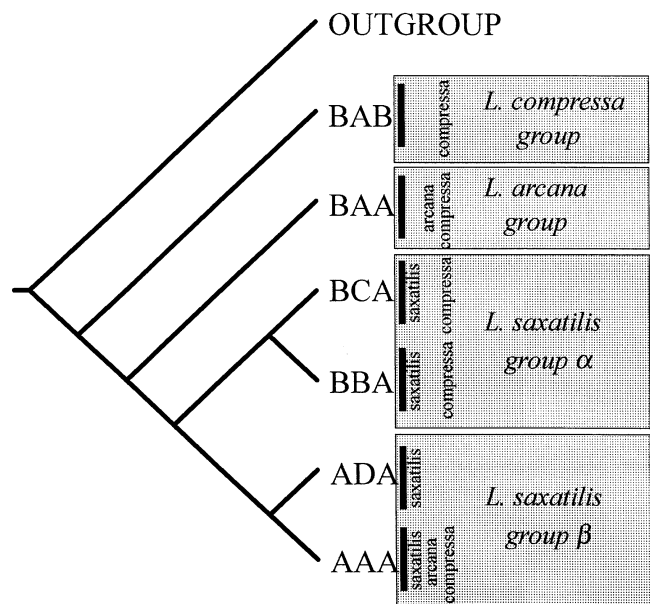 OUTGROUP
BAB
compressa
L. compressa
group
BAA
arcana
compressa
L. arcana
group
BCA
saxatilis
compressa
BBA
saxatilis
compressa
L. saxatilis
group α
ADA
saxatilis
AAA
saxatilis
arcana
compressa
L. saxatilis
group β